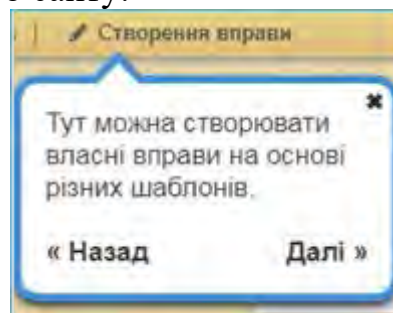 Створення вправи
Тут можна створювати
власні вправи на основі
різних шаблонів.
« Назад Далі »